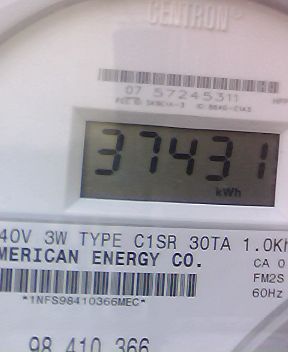 CENTRON®
07 57245311
37431
kWh
40V 3W TYPE C1SR 30TA 1.0Kh
MERICAN ENERGY CO.
CA 0
FM2S
60Hz
*1NFS98410366MEC*
98 410 366